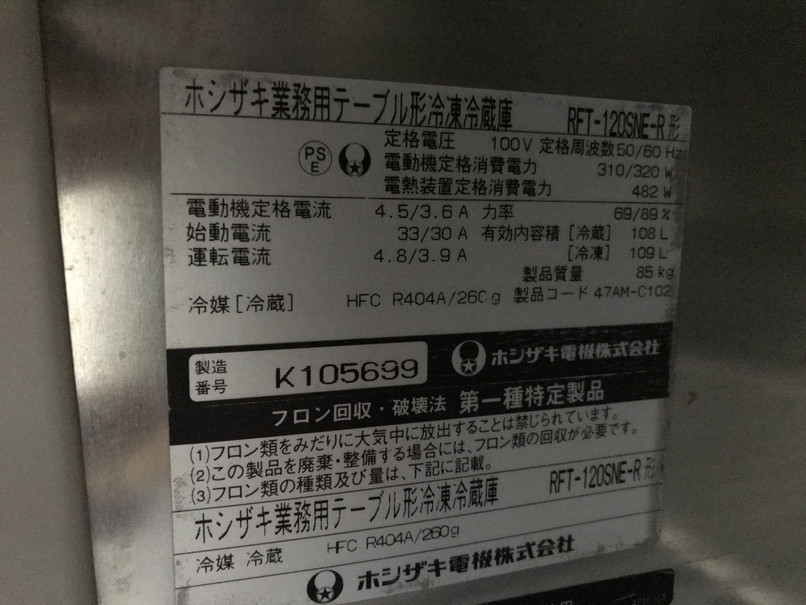 ホシザキ業務用テーブル形冷凍冷蔵庫 RFT-120SNE-R 形
PS E 定格電圧 100V 定格周波数 50/60 Hz
電動機定格消費電力 310/320 W
電熱装置定格消費電力 482 W
電動機定格電流 4.5/3.6 A 力率 69/89 %
始動電流 33/30 A 有効内容積 [冷蔵] 108 L
運転電流 4.8/3.9 A [冷凍] 109 L
製品質量 85 kg
冷媒 [冷蔵] HFC R404A/260 g 製品コード 47AM-C102
製造番号 K105699 ホシザキ電機株式会社
フロン回収・破壊法 第一種特定製品
(1)フロン類をみだりに大気中に放出することは禁じられています。
(2)この製品を廃棄・整備する場合には、フロン類の回収が必要です。
(3)フロン類の種類及び量は、下記に記載。
ホシザキ業務用テーブル形冷凍冷蔵庫 RFT-120SNE-R 形
冷媒 冷蔵 HFC R404A/260g
ホシザキ電機株式会社